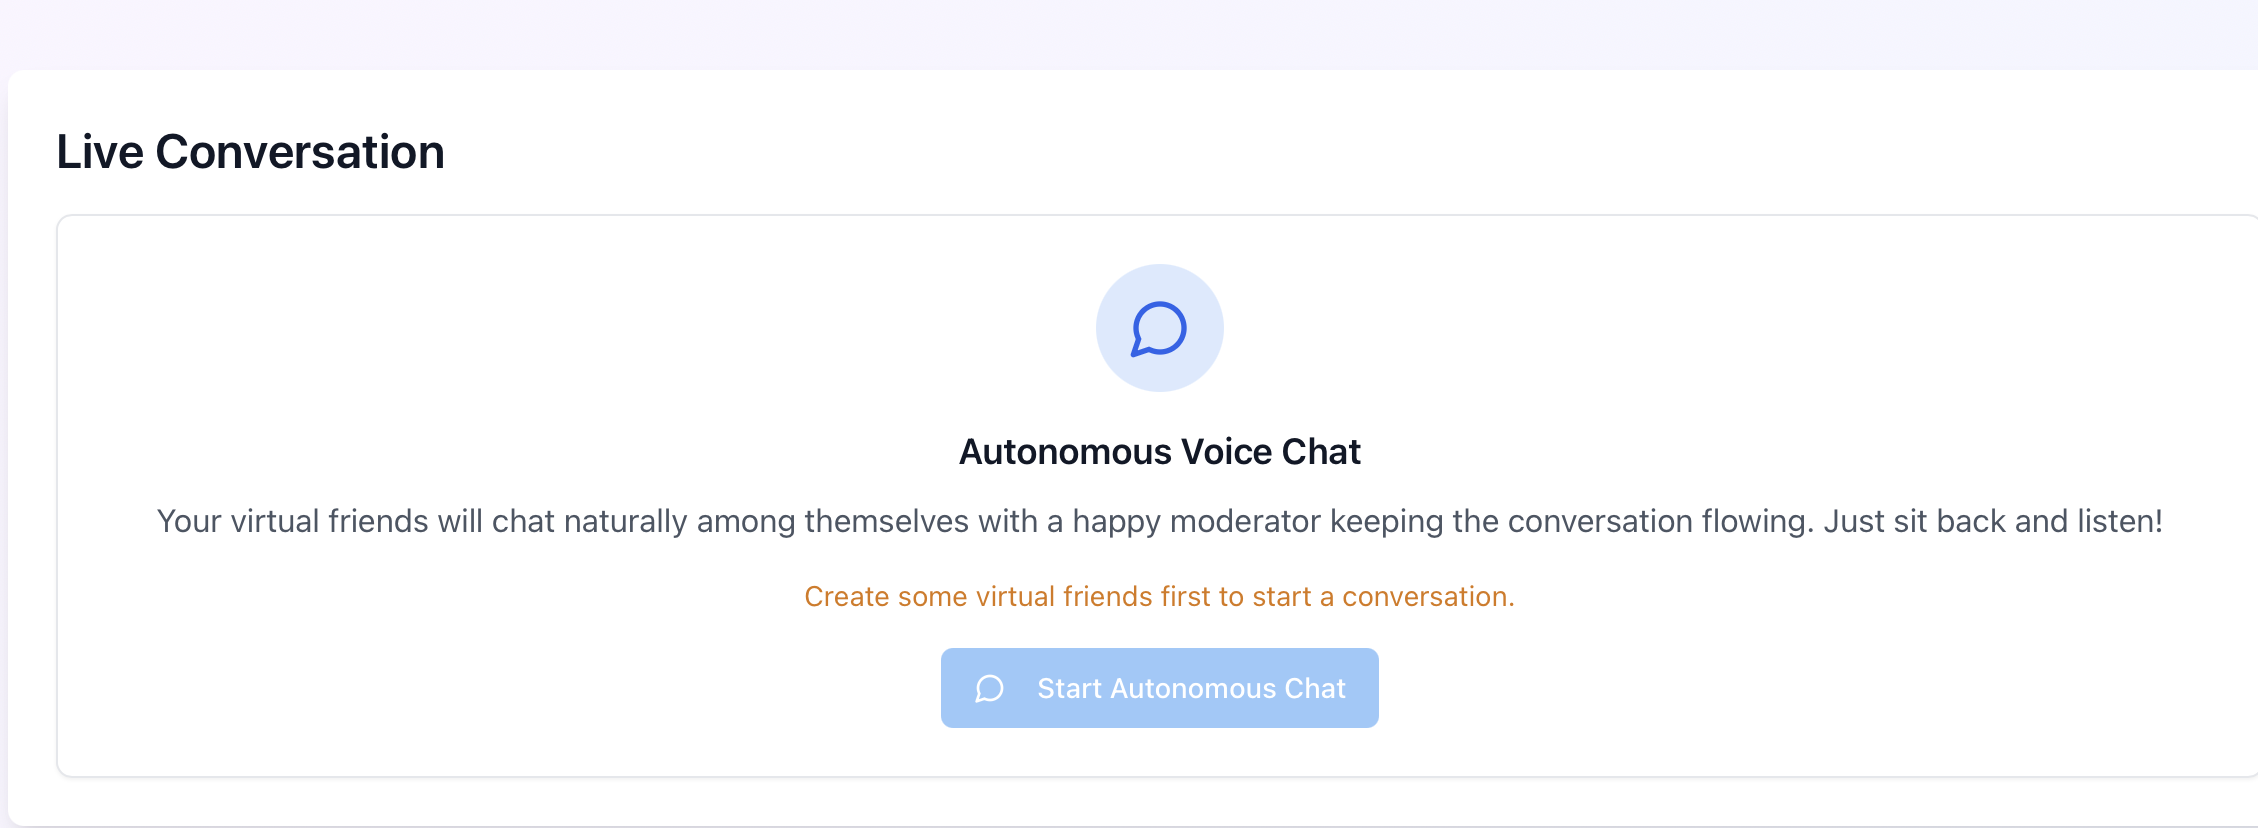 Live Conversation
Autonomous Voice Chat
Your virtual friends will chat naturally among themselves with a happy moderator keeping the conversation flowing. Just sit back and listen!
Create some virtual friends first to start a conversation.
Start Autonomous Chat